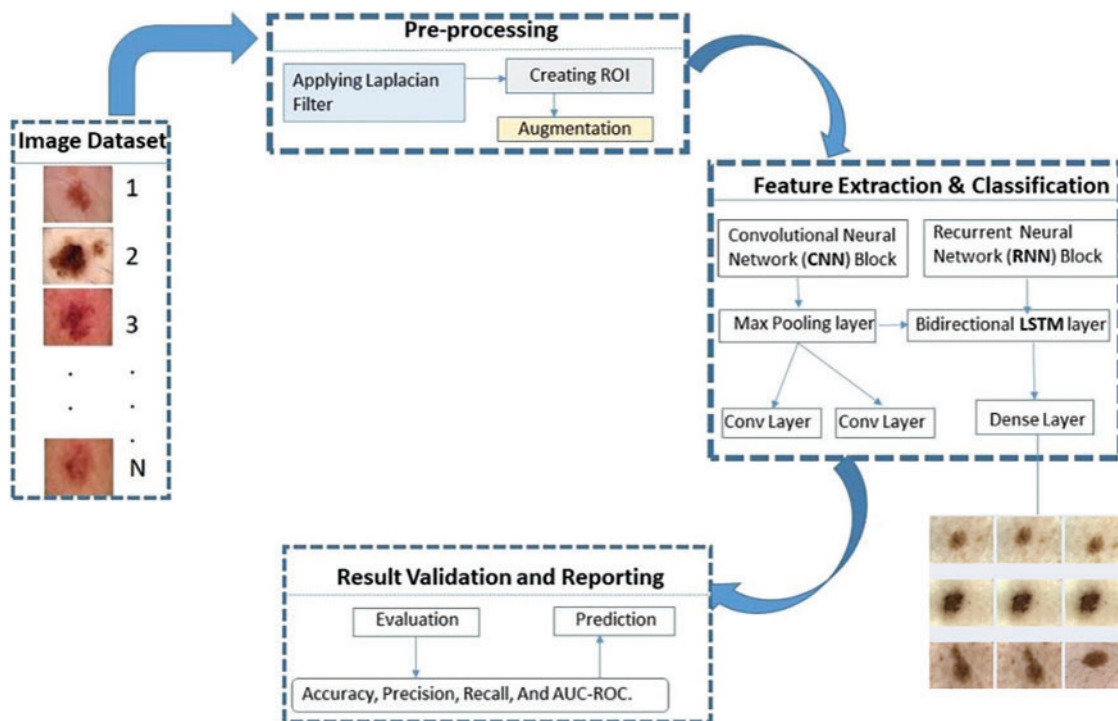 Pre-processing
Applying Laplacian
Filter
Creating ROI
Augmentation
Image Dataset
1
2
3
N
Feature Extraction & Classification
Convolutional Neural
Network (CNN) Block
Recurrent Neural
Network (RNN) Block
Max Pooling layer
Bidirectional LSTM layer
Conv Layer
Conv Layer
Dense Layer
Result Validation and Reporting
Evaluation
Prediction
Accuracy, Precision, Recall, And AUC-ROC.